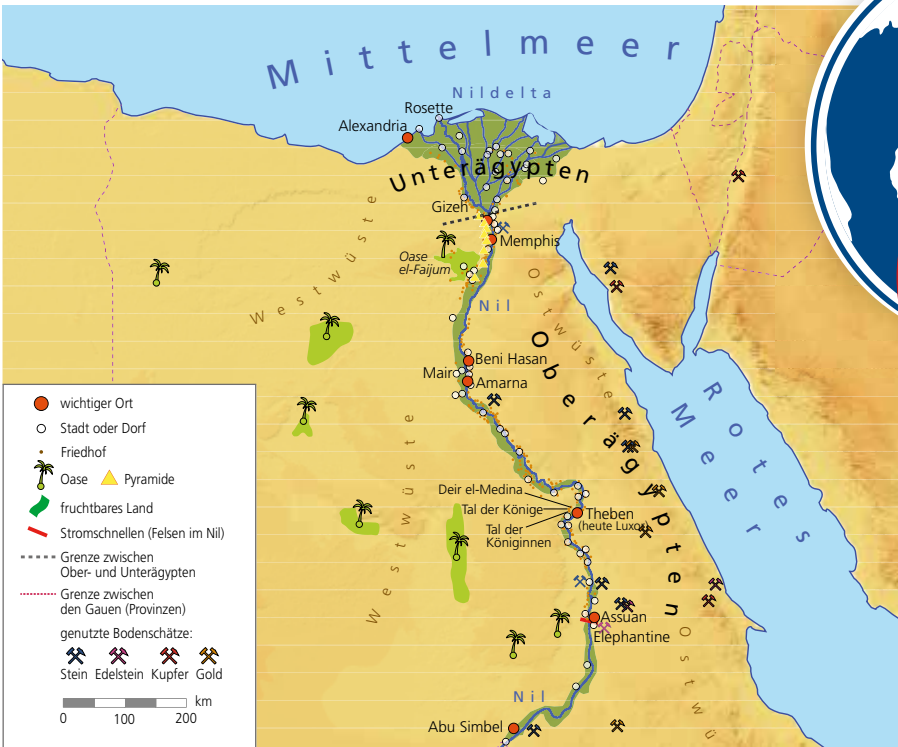 Mittelmeer
Nildelta
Rosette
Alexandria
Unterägypten
Gizeh
Memphis
Oase
el-Faijum
Westwüste
Nil
Ostwüste
Oberägypten
Beni Hasan
Mair
Amarna
Rotes
Meer
Westwüste
Deir el-Medina
Tal der Könige
Tal der
Königinnen
Theben
(heute Luxor)
Assuan
Elephantine
Ostwü
Nil
Abu Simbel
wichtiger Ort
Stadt oder Dorf
Friedhof
Oase Pyramide
fruchtbares Land
Stromschnellen (Felsen im Nil)
Grenze zwischen
Ober- und Unterägypten
Grenze zwischen
den Gauen (Provinzen)
genutzte Bodenschätze:
Stein Edelstein Kupfer Gold
km
0 100 200